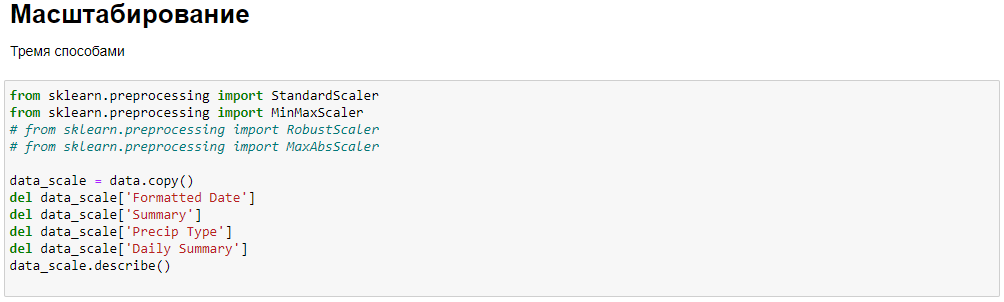 Масштабирование
Тремя способами
from sklearn.preprocessing import StandardScaler
from sklearn.preprocessing import MinMaxScaler
# from sklearn.preprocessing import RobustScaler
# from sklearn.preprocessing import MaxAbsScaler
data_scale = data.copy()
del data_scale['Formatted Date']
del data_scale['Summary']
del data_scale['Precip Type']
del data_scale['Daily Summary']
data_scale.describe()